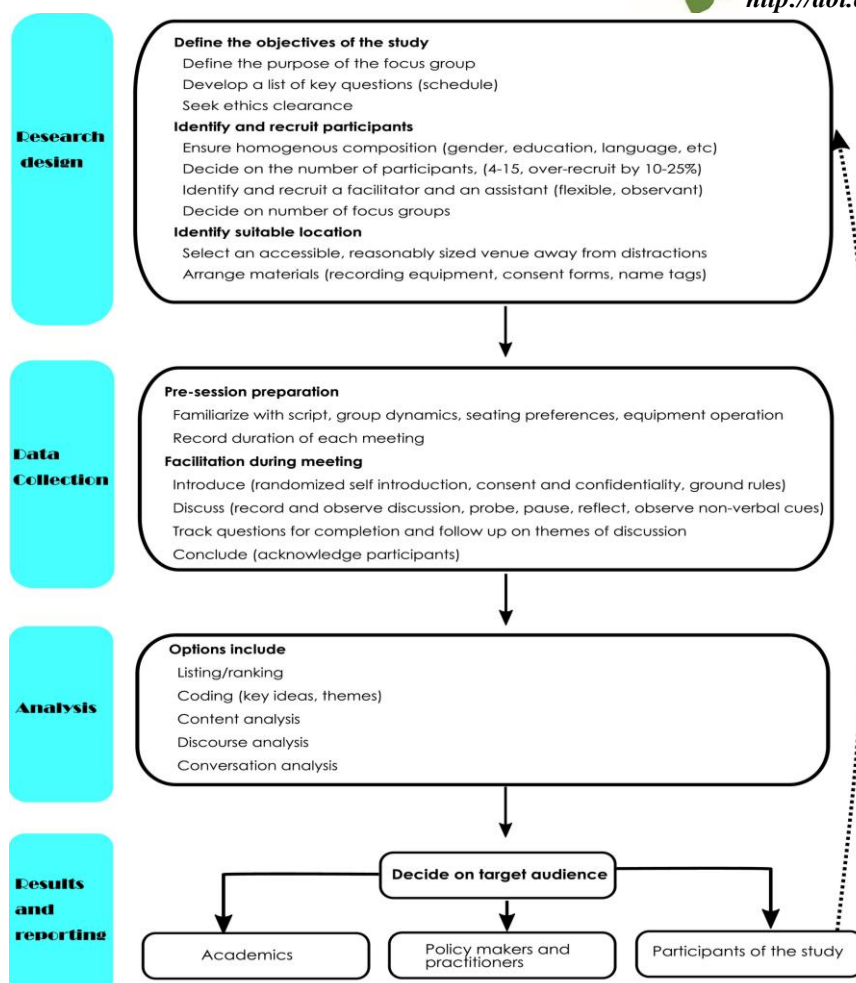 http://doi.
Research
design
Define the objectives of the study
Define the purpose of the focus group
Develop a list of key questions (schedule)
Seek ethics clearance
Identify and recruit participants
Ensure homogenous composition (gender, education, language, etc)
Decide on the number of participants, (4-15, over-recruit by 10-25%)
Identify and recruit a facilitator and an assistant (flexible, observant)
Decide on number of focus groups
Identify suitable location
Select an accessible, reasonably sized venue away from distractions
Arrange materials (recording equipment, consent forms, name tags)
Data
Collection
Pre-session preparation
Familiarize with script, group dynamics, seating preferences, equipment operation
Record duration of each meeting
Facilitation during meeting
Introduce (randomized self introduction, consent and confidentiality, ground rules)
Discuss (record and observe discussion, probe, pause, reflect, observe non-verbal cues)
Track questions for completion and follow up on themes of discussion
Conclude (acknowledge participants)
Analysis
Options include
Listing/ranking
Coding (key ideas, themes)
Content analysis
Discourse analysis
Conversation analysis
Results
and
reporting
Decide on target audience
Academics
Policy makers and
practitioners
Participants of the study